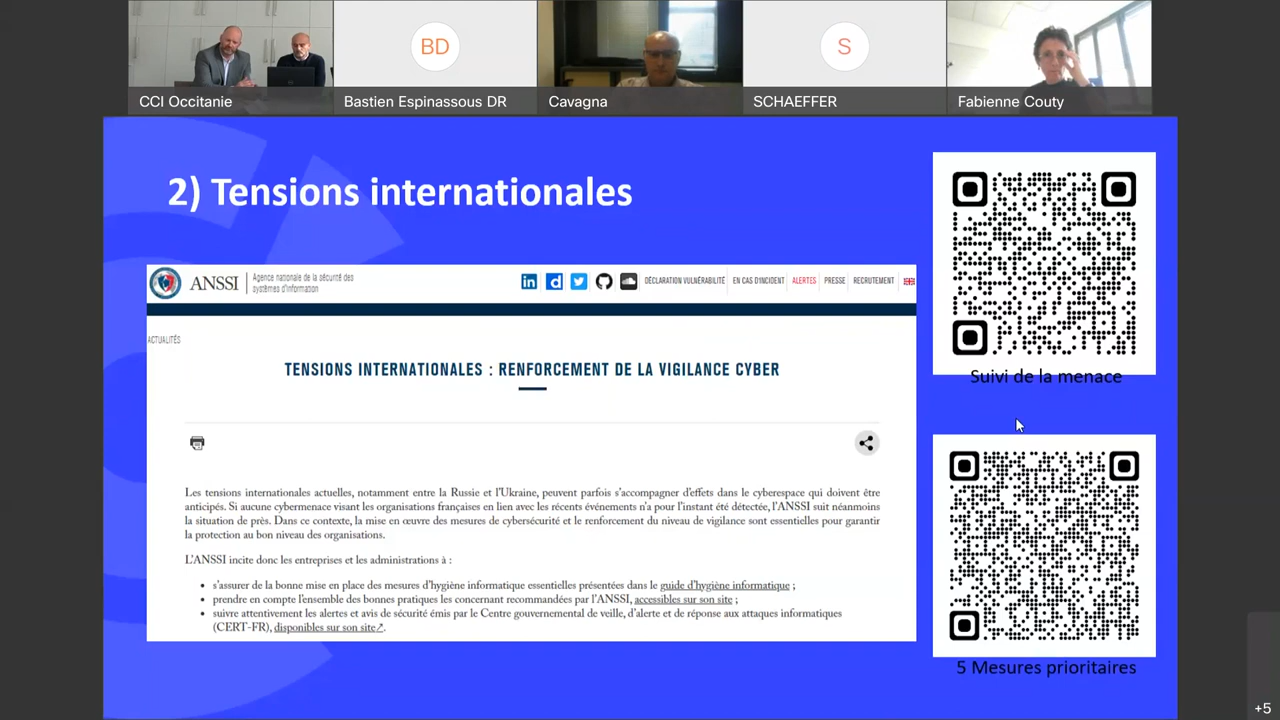 BD
S
CCI Occitanie
Bastien Espinassous DR
Cavagna
SCHAEFFER
Fabienne Couty
2) Tensions internationales
ANSSI
Agence nationale de la sécurité des
systèmes d'information
DÉCLARATION VULNÉRABILITÉ
EN CAS D'INCIDENT
ALERTES
PRESSE
RECRUTEMENT
ACTUALITÉS
TENSIONS INTERNATIONALES : RENFORCEMENT DE LA VIGILANCE CYBER
Les tensions internationales actuelles, notamment entre la Russie et l'Ukraine, peuvent parfois s'accompagner d'effets dans le cyberespace qui doivent être
anticipés. Si aucune cybermenace visant les organisations françaises en lien avec les récents événements n'a pour l'instant été détectée, l'ANSSI suit néanmoins
la situation de près. Dans ce contexte, la mise en œuvre des mesures de cybersécurité et le renforcement du niveau de vigilance sont essentielles pour garantir
la protection au bon niveau des organisations.
L'ANSSI incite donc les entreprises et les administrations à :
• s'assurer de la bonne mise en place des mesures d'hygiène informatique essentielles présentées dans le guide d'hygiène informatique ;
• prendre en compte l'ensemble des bonnes pratiques les concernant recommandées par l'ANSSI, accessibles sur son site ;
• suivre attentivement les alertes et avis de sécurité émis par le Centre gouvernemental de veille, d'alerte et de réponse aux attaques informatiques
(CERT-FR), disponibles sur son site.
Suivi de la menace
5 Mesures prioritaires
+5